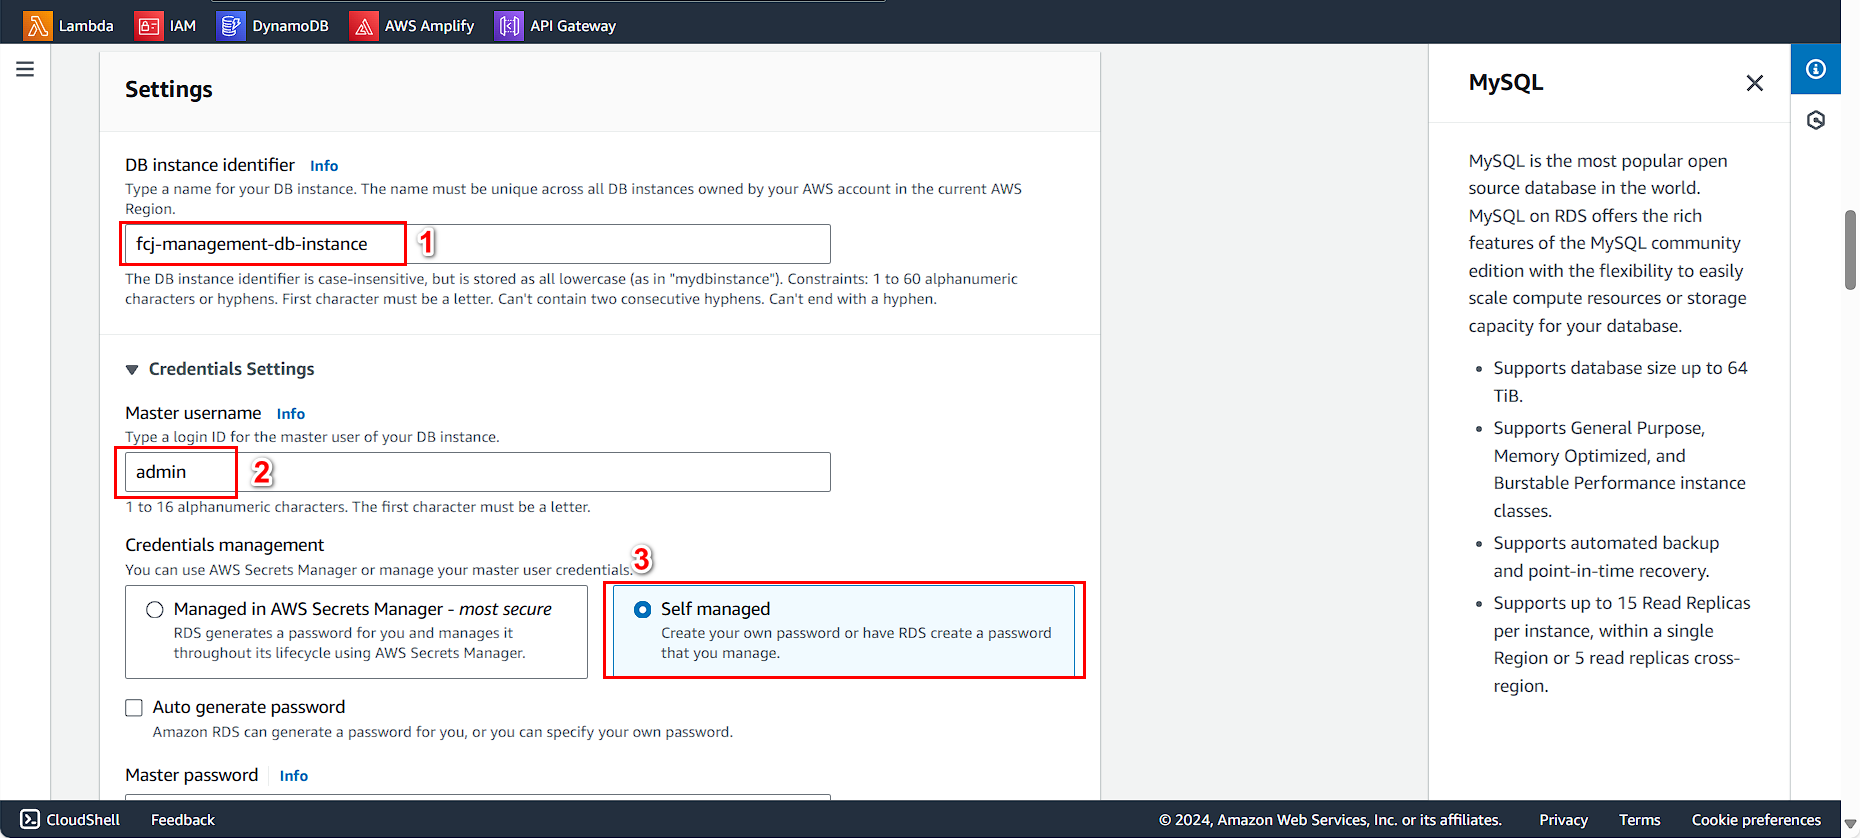 Lambda IAM DynamoDB AWS Amplify API Gateway
Settings
DB instance identifier Info
Type a name for your DB instance. The name must be unique across all DB instances owned by your AWS account in the current AWS
Region.
fcj-management-db-instance 1
The DB instance identifier is case-insensitive, but is stored as all lowercase (as in "mydbinstance"). Constraints: 1 to 60 alphanumeric
characters or hyphens. First character must be a letter. Can't contain two consecutive hyphens. Can't end with a hyphen.
Credentials Settings
Master username Info
Type a login ID for the master user of your DB instance.
admin 2
1 to 16 alphanumeric characters. The first character must be a letter.
Credentials management
You can use AWS Secrets Manager or manage your master user credentials.
3
Managed in AWS Secrets Manager - most secure
RDS generates a password for you and manages it
throughout its lifecycle using AWS Secrets Manager.
Self managed
Create your own password or have RDS create a password
that you manage.
Auto generate password
Amazon RDS can generate a password for you, or you can specify your own password.
Master password Info
MySQL
MySQL is the most popular open
source database in the world.
MySQL on RDS offers the rich
features of the MySQL community
edition with the flexibility to easily
scale compute resources or storage
capacity for your database.
• Supports database size up to 64
TiB.
• Supports General Purpose,
Memory Optimized, and
Burstable Performance instance
classes.
• Supports automated backup
and point-in-time recovery.
• Supports up to 15 Read Replicas
per instance, within a single
Region or 5 read replicas cross-
region.
CloudShell Feedback © 2024, Amazon Web Services, Inc. or its affiliates. Privacy Terms Cookie preferences